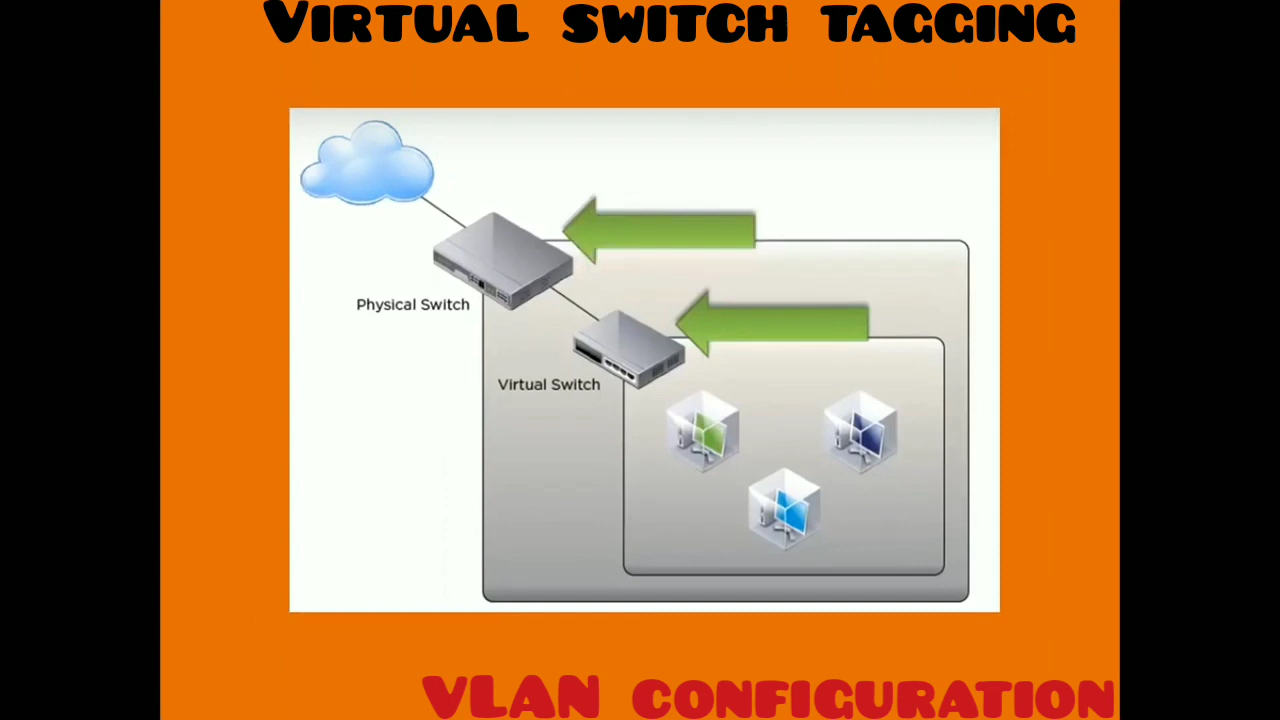 Virtual switch tagging
Physical Switch
Virtual Switch
VLAN configuration